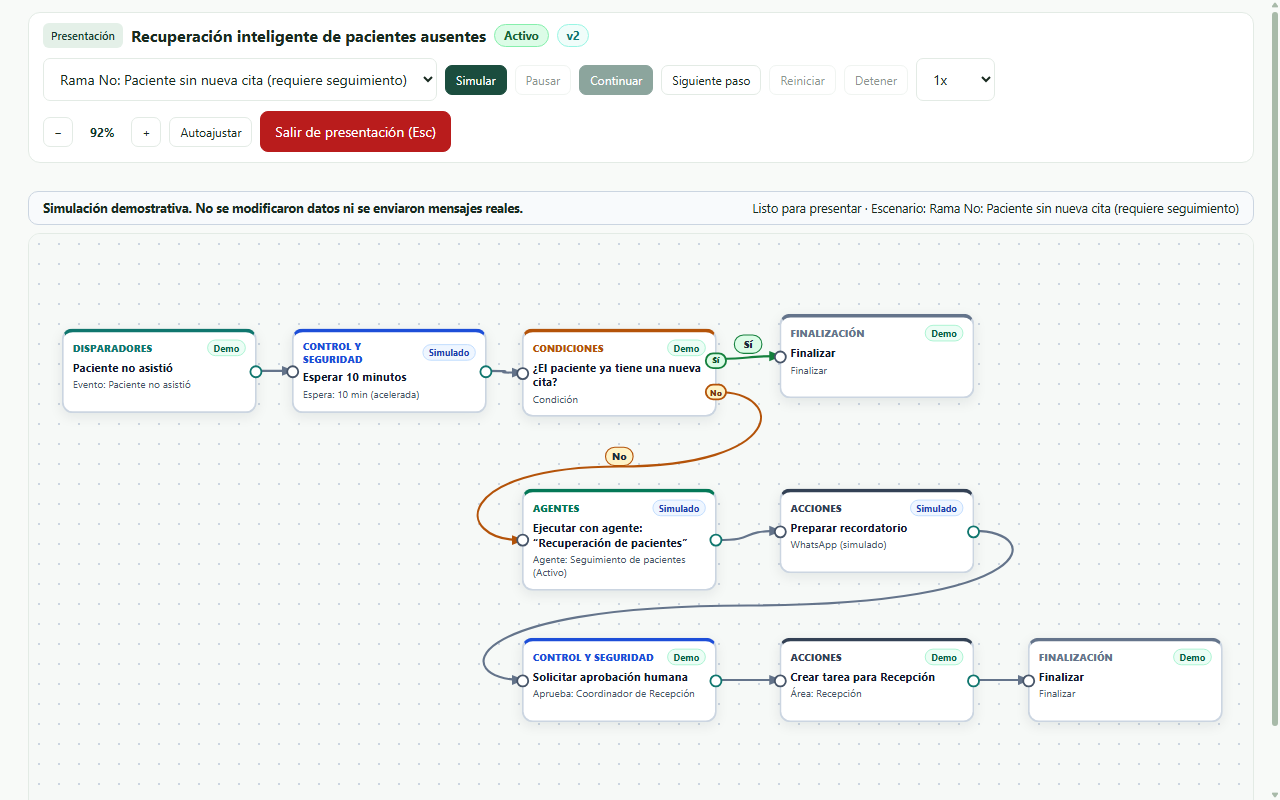 Presentación Recuperación inteligente de pacientes ausentes Activo v2
Rama No: Paciente sin nueva cita (requiere seguimiento) Simular Pausar Continuar Siguiente paso Reiniciar Detener 1x
− 92% + Autoajustar Salir de presentación (Esc)
Simulación demostrativa. No se modificaron datos ni se enviaron mensajes reales.
Listo para presentar · Escenario: Rama No: Paciente sin nueva cita (requiere seguimiento)
DISPARADORES Demo
Paciente no asistió
Evento: Paciente no asistió
CONTROL Y
SEGURIDAD
Simulado
Esperar 10 minutos
Espera: 10 min (acelerada)
CONDICIONES Demo
¿El paciente ya tiene una nueva
cita?
Condición
Sí
No
Sí
FINALIZACIÓN Demo
Finalizar
Finalizar
No
AGENTES Simulado
Ejecutar con agente:
“Recuperación de pacientes”
Agente: Seguimiento de pacientes
(Activo)
ACCIONES Simulado
Preparar recordatorio
WhatsApp (simulado)
CONTROL Y SEGURIDAD Demo
Solicitar aprobación humana
Aprueba: Coordinador de Recepción
ACCIONES Demo
Crear tarea para Recepción
Área: Recepción
FINALIZACIÓN Demo
Finalizar
Finalizar